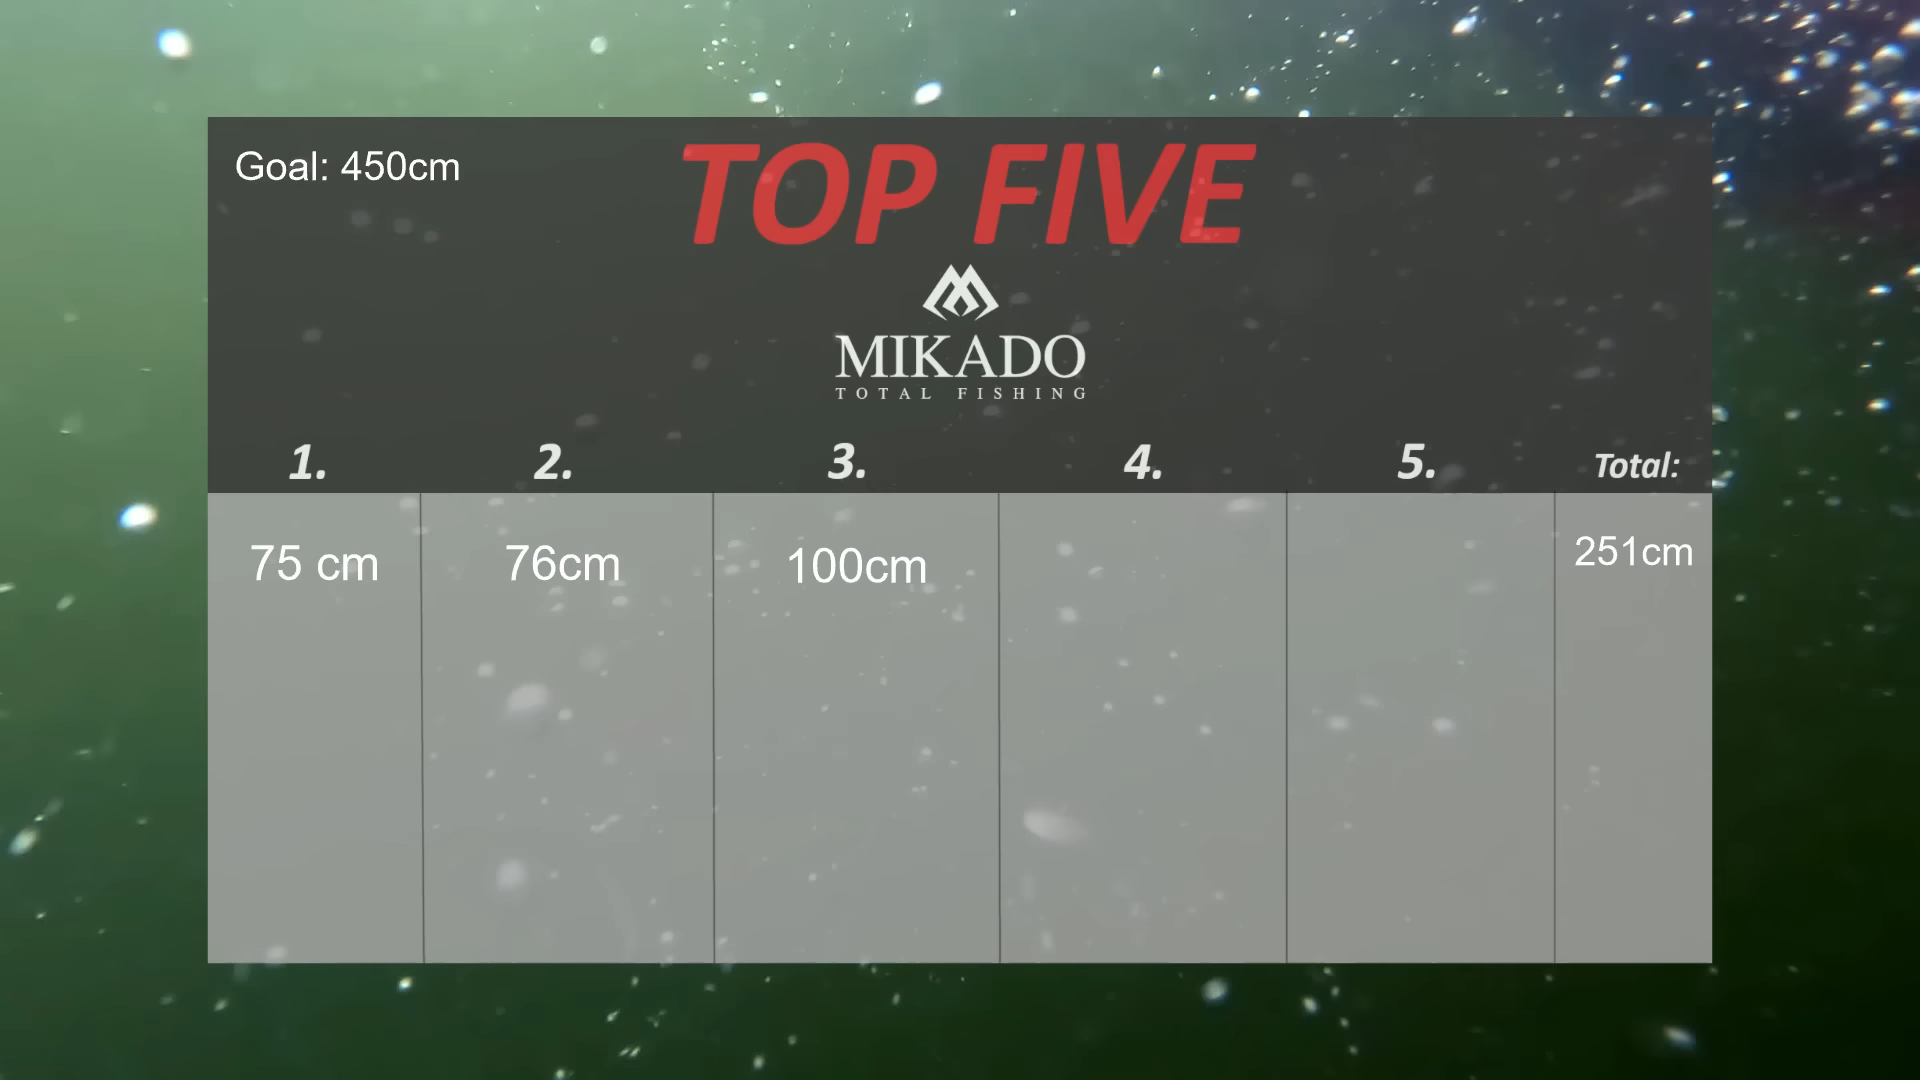 Goal: 450cm
TOP FIVE
MIKADO
TOTAL FISHING
1. 2. 3. 4. 5. Total:
75 cm 76cm 100cm 251cm